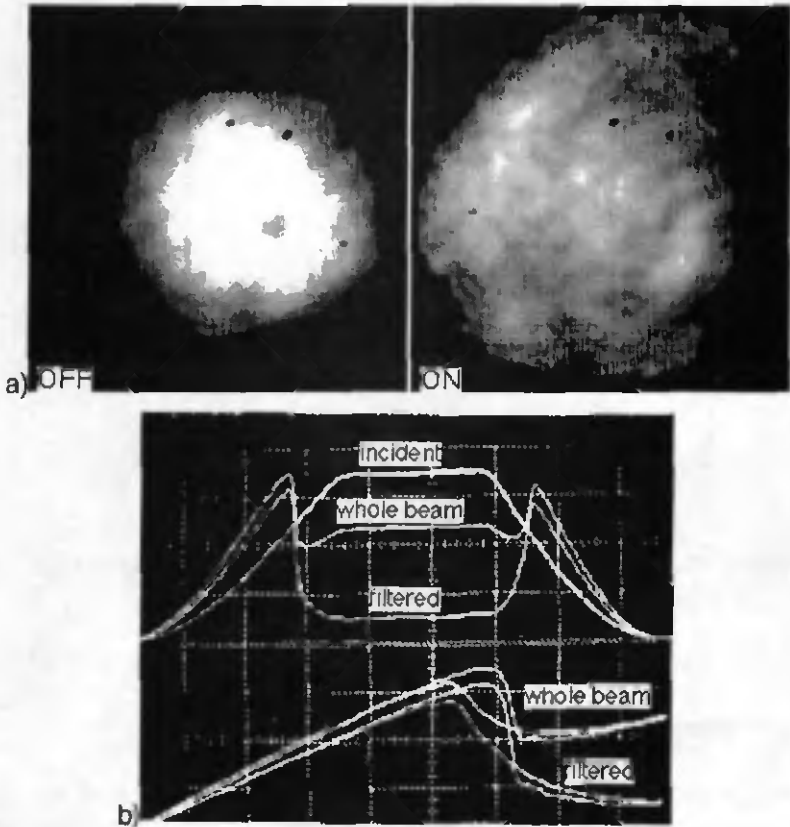 a) OFF
ON
incident
whole beam
filtered
whole beam
filtered
b)